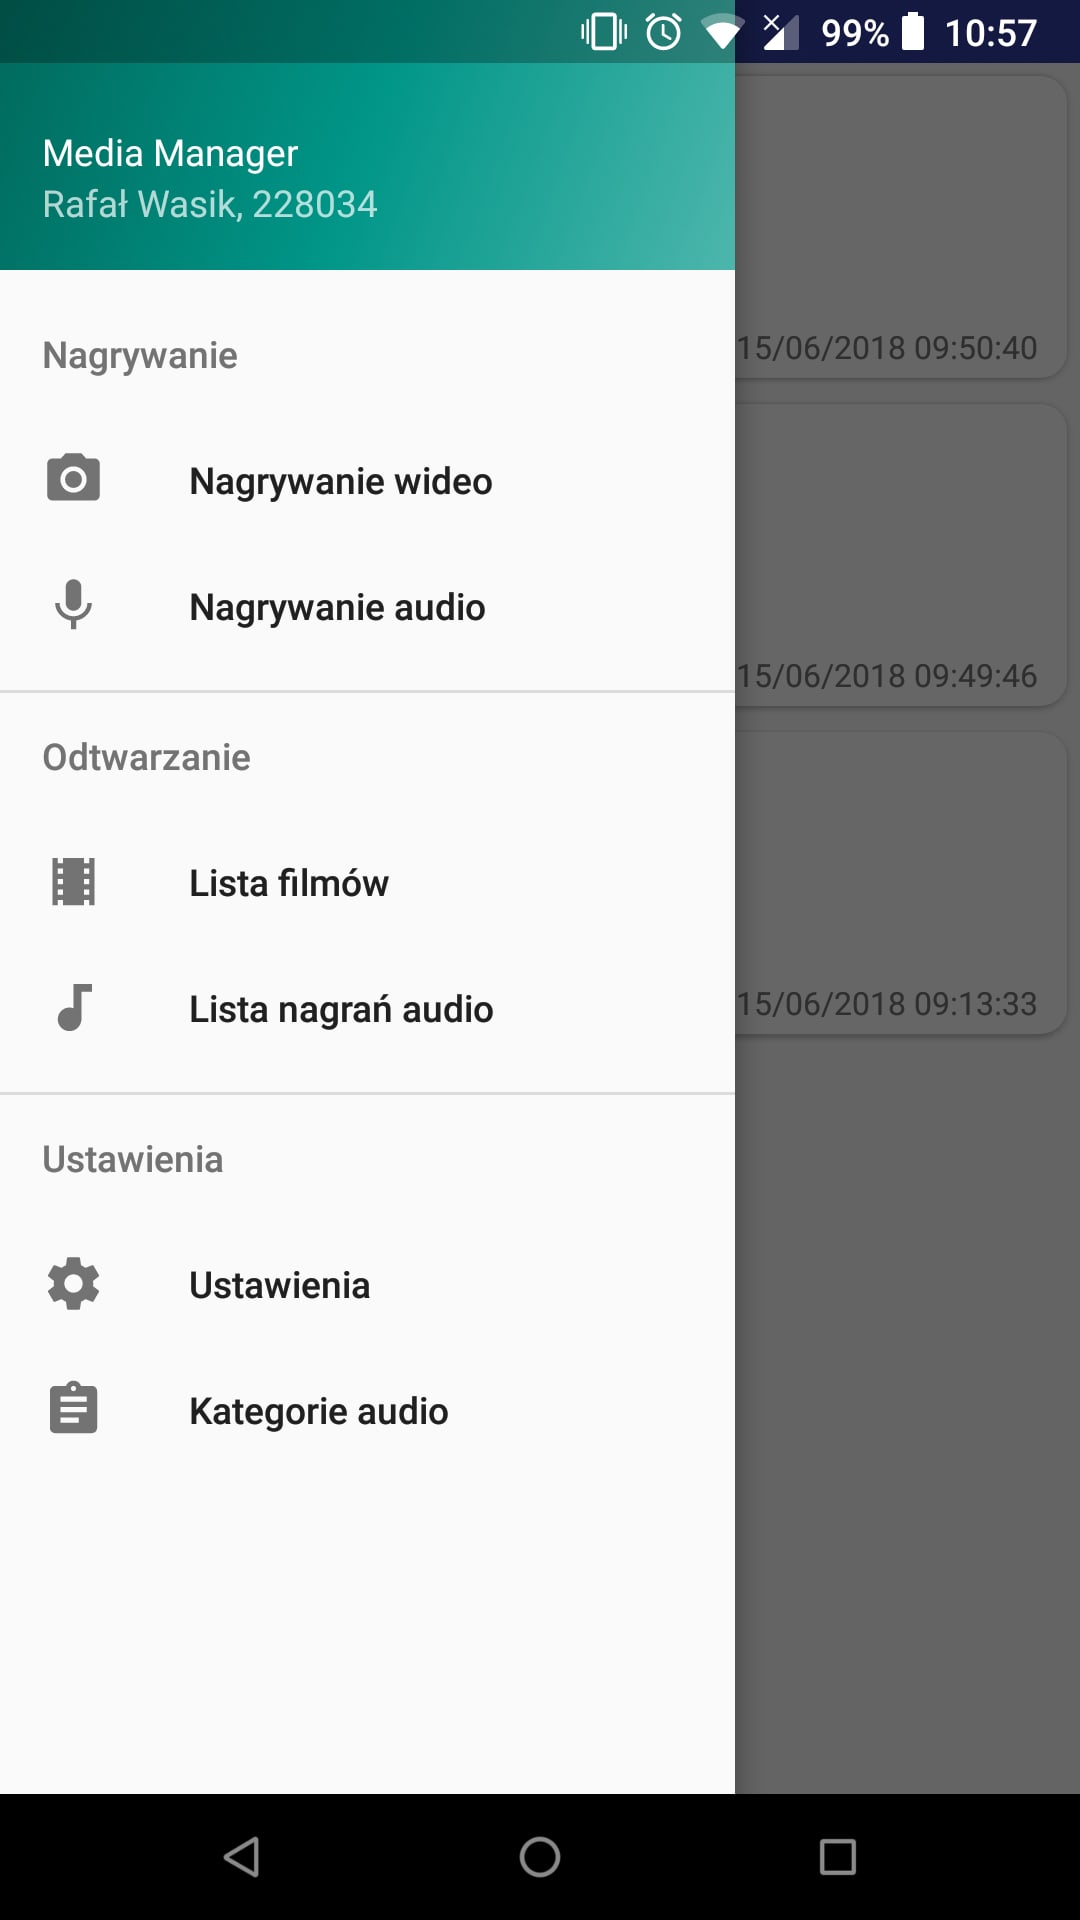 99% 10:57
Media Manager
Rafał Wasik, 228034
Nagrywanie
Nagrywanie wideo
Nagrywanie audio
Odtwarzanie
Lista filmów
Lista nagrań audio
Ustawienia
Ustawienia
Kategorie audio
15/06/2018 09:50:40
15/06/2018 09:49:46
15/06/2018 09:13:33